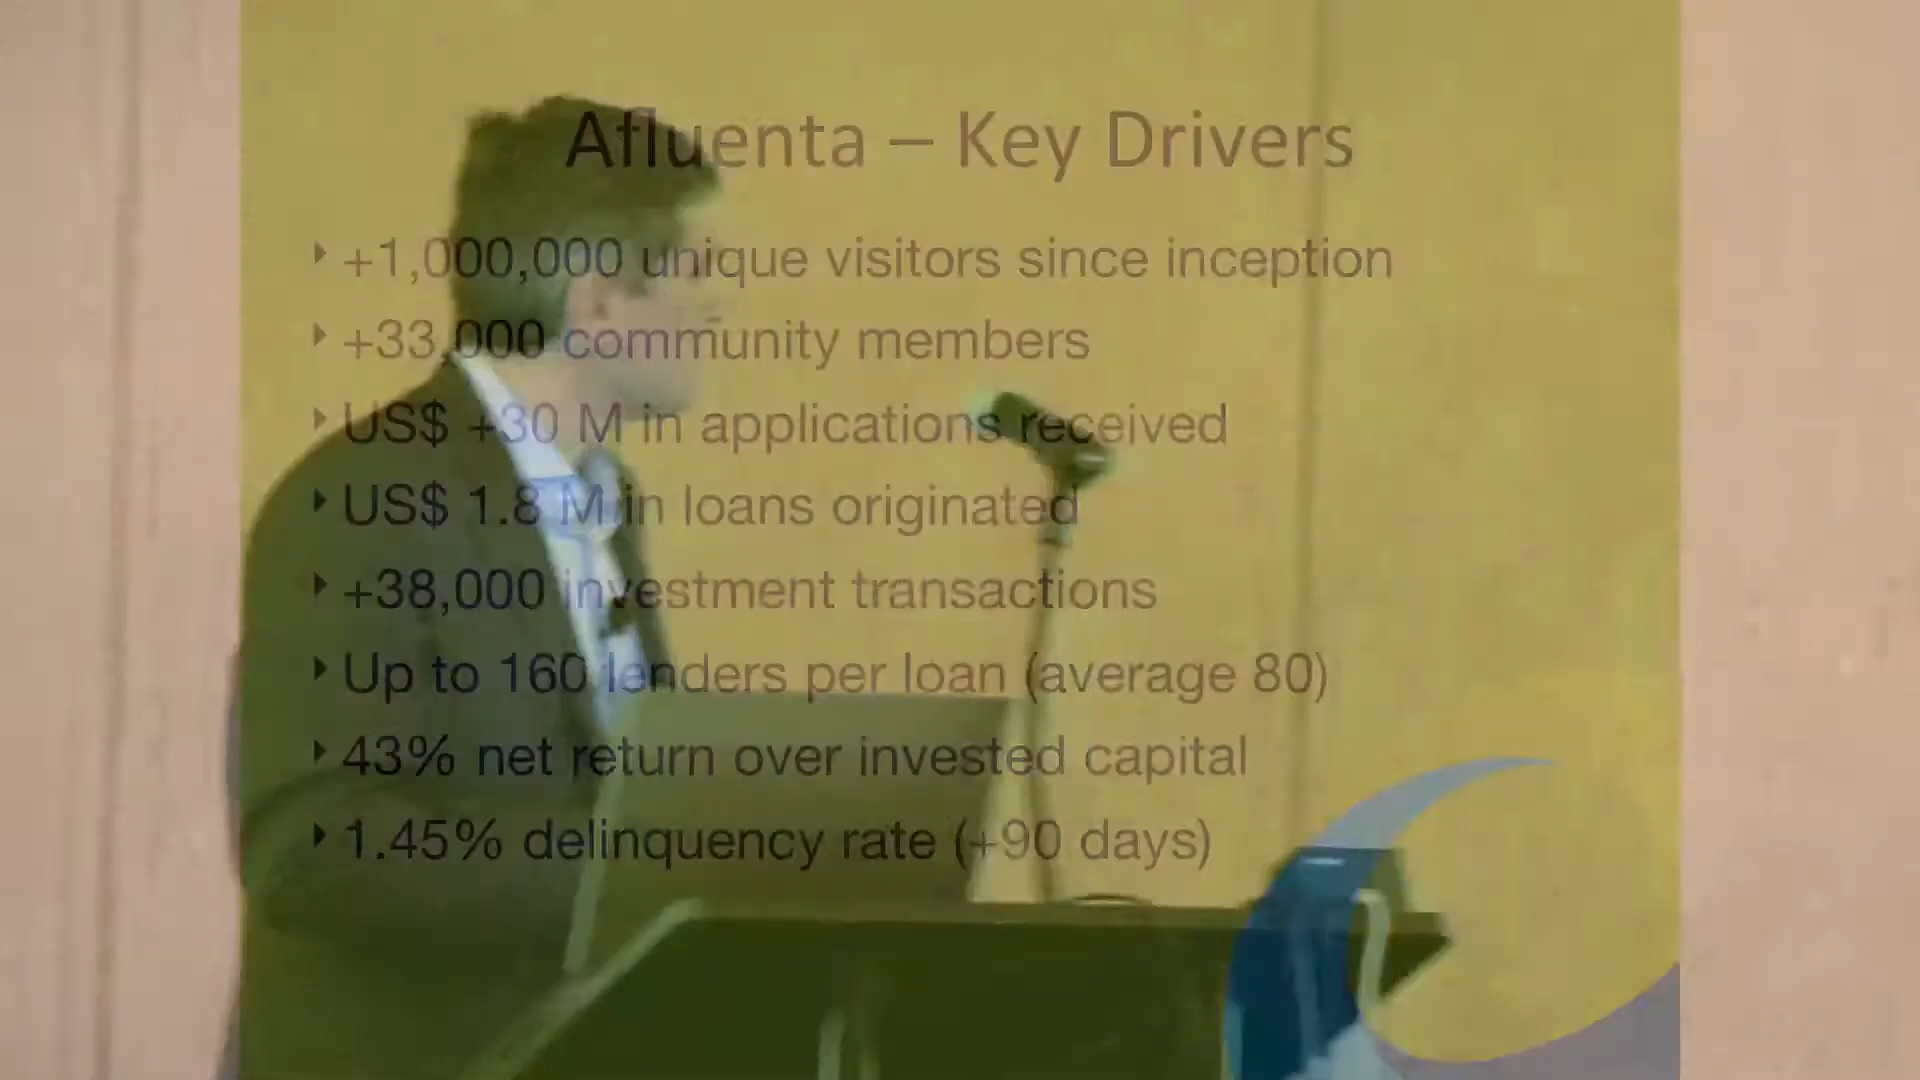 Afluenta – Key Drivers
+1,000,000 unique visitors since inception
+33,000 community members
US$ +30 M in applications received
US$ 1.8 M in loans originated
+38,000 investment transactions
Up to 160 lenders per loan (average 80)
43% net return over invested capital
1.45% delinquency rate (+90 days)